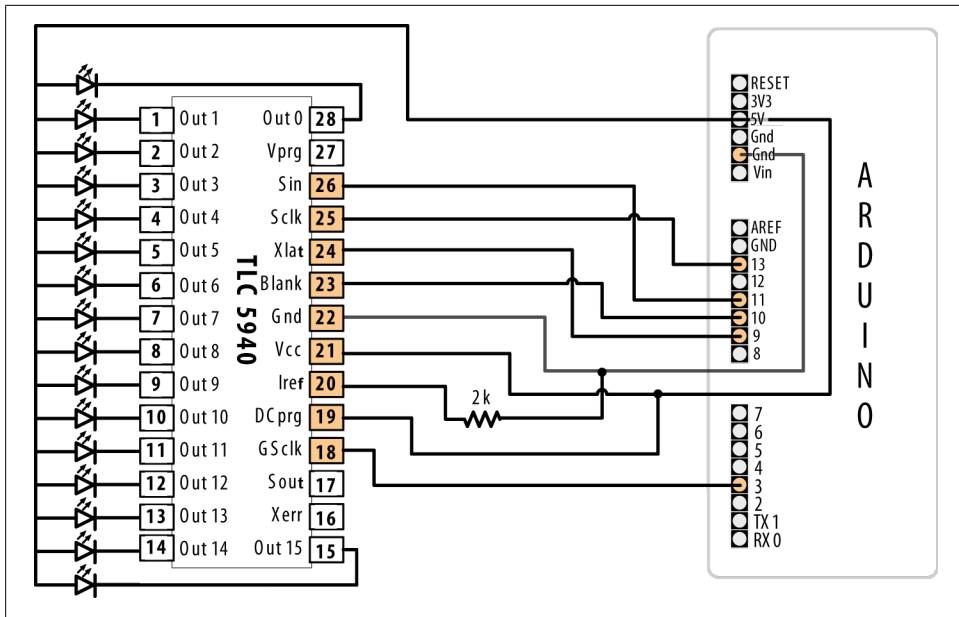 1 Out 1
2 Out 2
3 Out 3
4 Out 4
5 Out 5
6 Out 6
7 Out 7
8 Out 8
9 Out 9
10 Out 10
11 Out 11
12 Out 12
13 Out 13
14 Out 14
TLC 5940
Out 0 28
Vprg 27
Sin 26
Sclk 25
Xlat 24
Blank 23
Gnd 22
Vcc 21
Iref 20
DCprg 19
GSclk 18
Sout 17
Xerr 16
Out 15 15
2k
RESET
3V3
5V
Gnd
Gnd
Vin
AREF
GND
13
12
11
10
9
8
7
6
5
4
3
2
TX 1
RX 0
ARDUINO